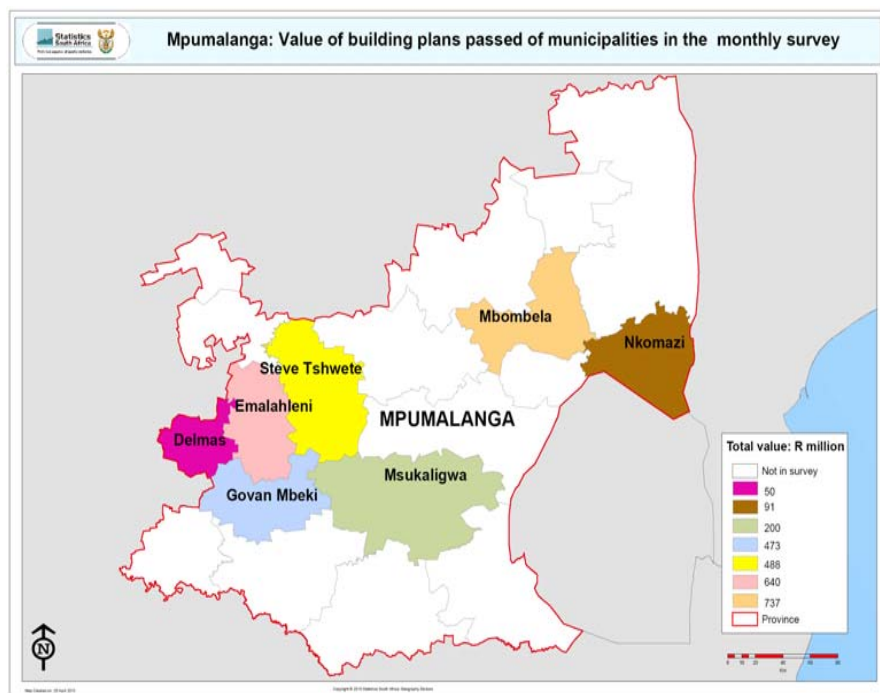 Statistics
South Africa
Mpumalanga: Value of building plans passed of municipalities in the monthly survey
Mbombela
Nkomazi
Steve Tshwete
Emalahleni
MPUMALANGA
Delmas
Msukaligwa
Govan Mbeki
Total value: R million
Not in survey
50
91
200
473
488
640
737
Province
N